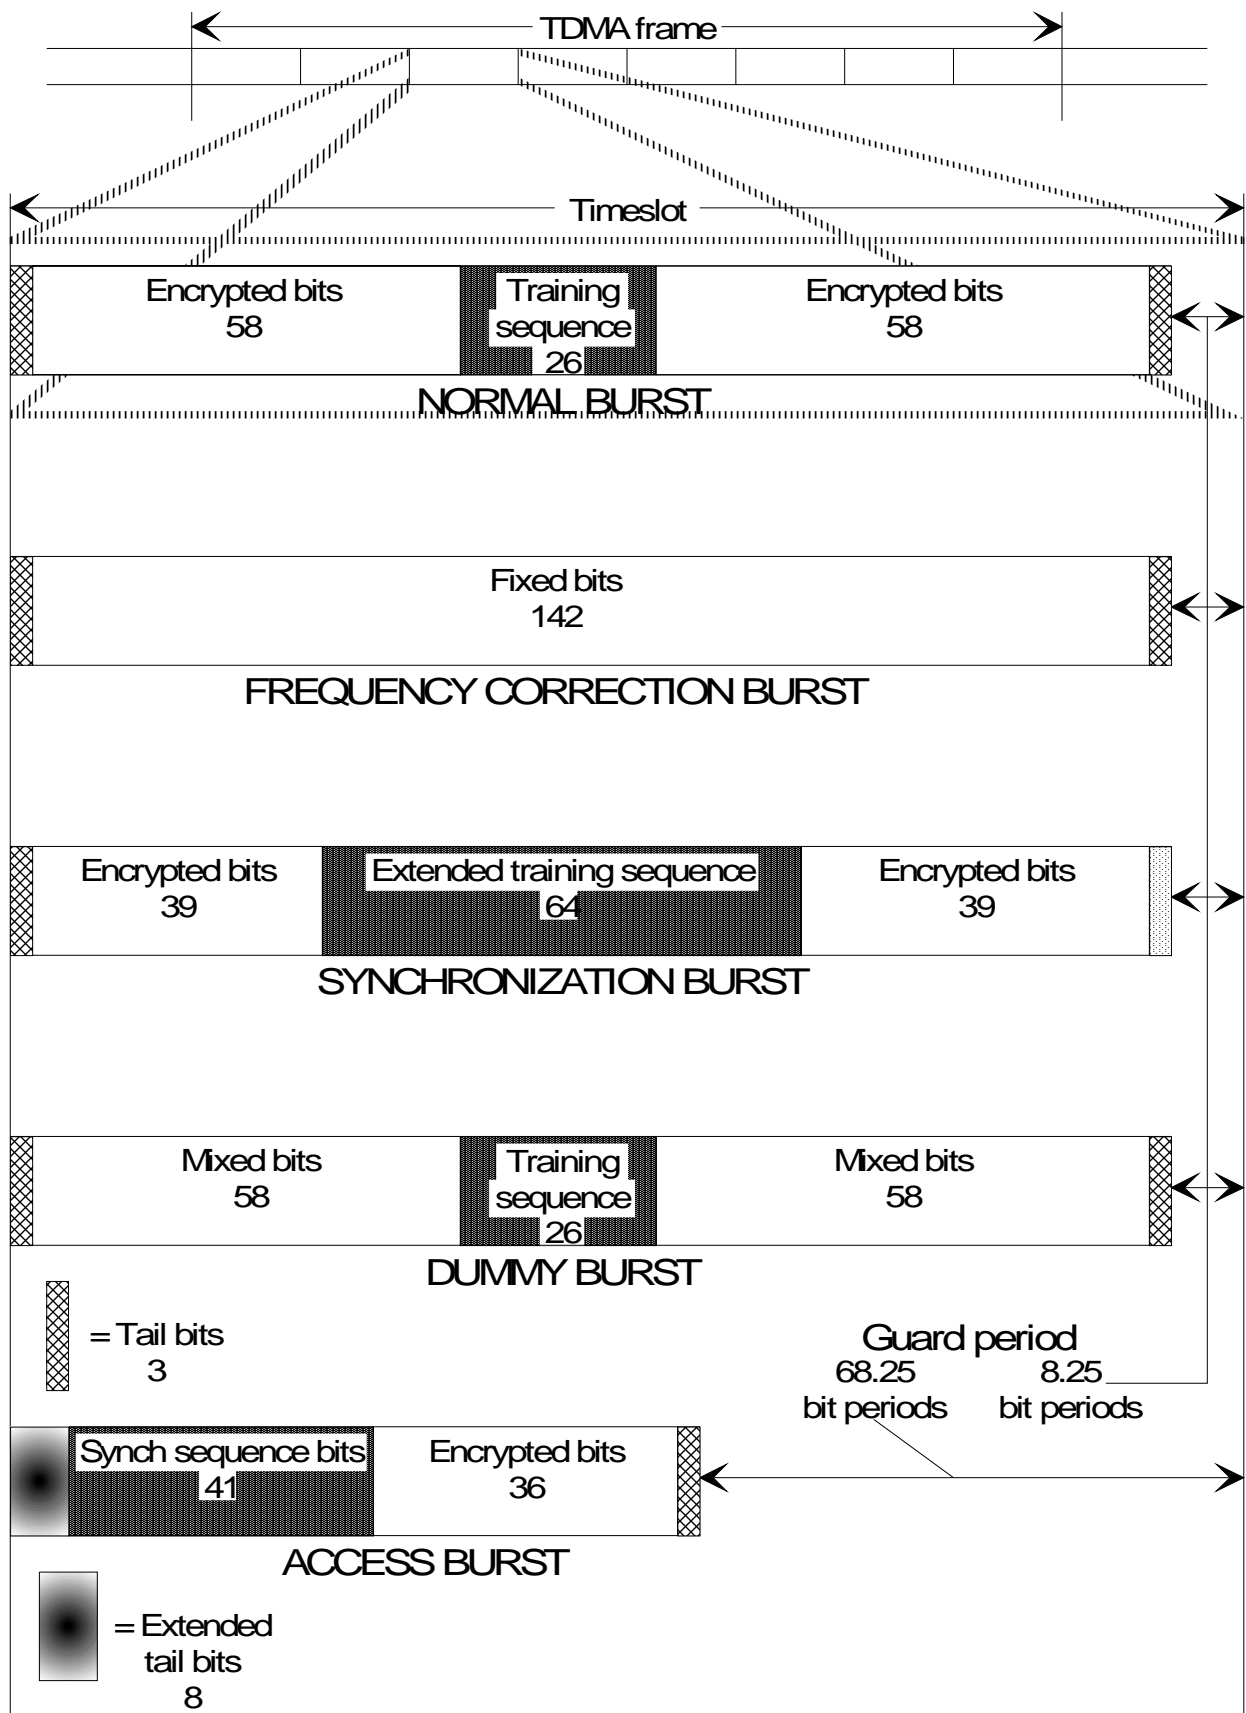 TDMA frame
Timeslot
Encrypted bits
58
Training
sequence
26
Encrypted bits
58
NORMAL BURST
Fixed bits
142
FREQUENCY CORRECTION BURST
Encrypted bits
39
Extended training sequence
64
Encrypted bits
39
SYNCHRONIZATION BURST
Mixed bits
58
Training
sequence
26
Mixed bits
58
DUMMY BURST
= Tail bits
3
Guard period
68.25
bit periods
8.25
bit periods
Synch sequence bits
41
Encrypted bits
36
ACCESS BURST
= Extended
tail bits
8